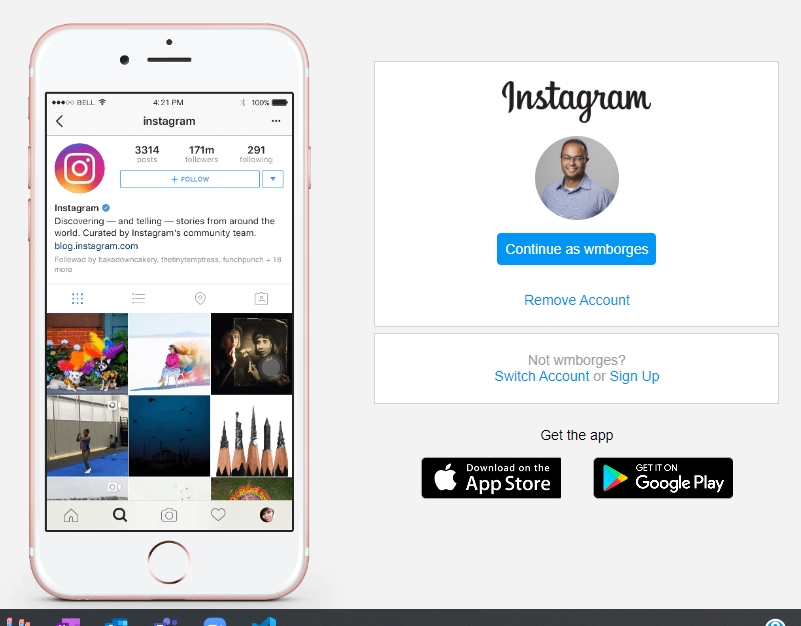 BELL 4:21 PM 100%
instagram
3314 171m 291
posts followers following
+ FOLLOW
Instagram
Discovering — and telling — stories from around the
world. Curated by Instagram's community team.
blog.instagram.com
Followed by bakedowncakery, thetinytemptress, funchpunch + 18
more
Instagram
Continue as wmborges
Remove Account
Not wmborges?
Switch Account or Sign Up
Get the app
Download on the
App Store
GET IT ON
Google Play